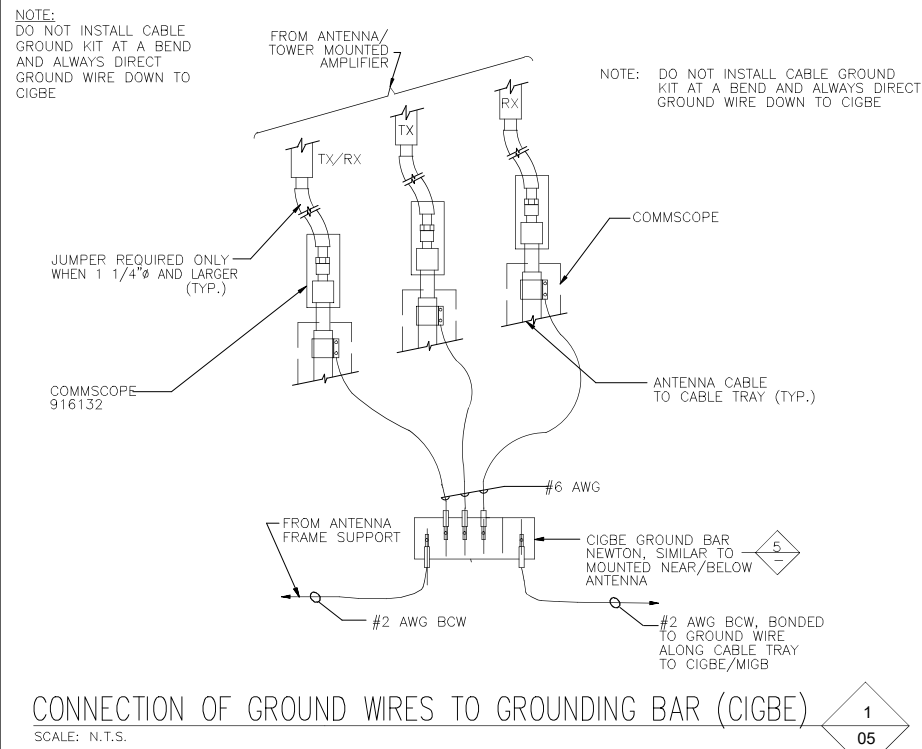 NOTE:
DO NOT INSTALL CABLE
GROUND KIT AT A BEND
AND ALWAYS DIRECT
GROUND WIRE DOWN TO
CIGBE
FROM ANTENNA/
TOWER MOUNTED
AMPLIFIER
NOTE: DO NOT INSTALL CABLE GROUND
KIT AT A BEND AND ALWAYS DIRECT
GROUND WIRE DOWN TO CIGBE
RX
TX
TX/RX
COMMSCOPE
JUMPER REQUIRED ONLY
WHEN 1 1/4"ø AND LARGER
(TYP.)
COMMSCOPE
916132
ANTENNA CABLE
TO CABLE TRAY (TYP.)
#6 AWG
FROM ANTENNA
FRAME SUPPORT
CIGBE GROUND BAR
NEWTON, SIMILAR TO
MOUNTED NEAR/BELOW
ANTENNA
5
–
#2 AWG BCW
#2 AWG BCW, BONDED
TO GROUND WIRE
ALONG CABLE TRAY
TO CIGBE/MIGB
CONNECTION OF GROUND WIRES TO GROUNDING BAR (CIGBE)
SCALE: N.T.S.
1
05